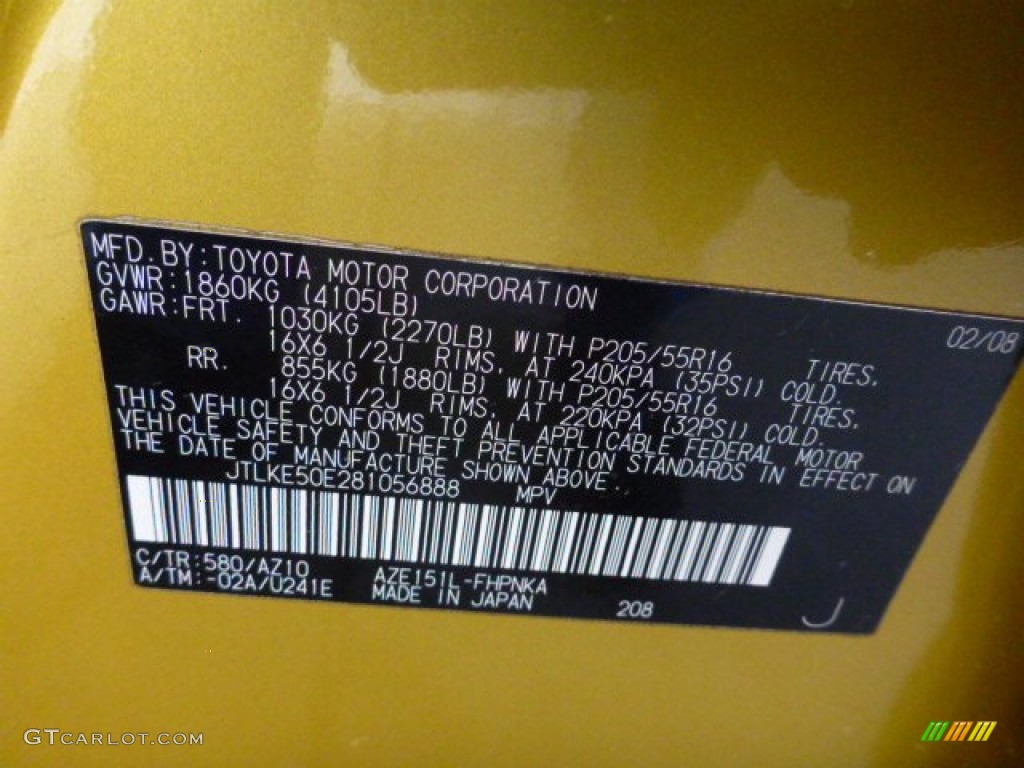 MFD. BY: TOYOTA MOTOR CORPORATION 02/08
GVWR: 1860KG (4105LB)
GAWR: FRT. 1030KG (2270LB) WITH P205/55R16 TIRES,
16X6 1/2J RIMS, AT 240KPA (35PSI) COLD.
RR. 855KG (1880LB) WITH P205/55R16 TIRES,
16X6 1/2J RIMS, AT 220KPA (32PSI) COLD.
THIS VEHICLE CONFORMS TO ALL APPLICABLE FEDERAL MOTOR
VEHICLE SAFETY AND THEFT PREVENTION STANDARDS IN EFFECT ON
THE DATE OF MANUFACTURE SHOWN ABOVE.
JTLKE50E281056888 MPV
C/TR: 580/AZ10 AZE151L-FHPNKA
A/TM: -02A/U241E MADE IN JAPAN 208 J
GTCARLOT.COM